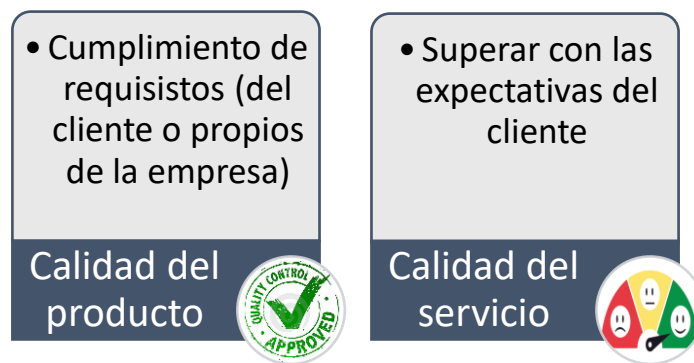 • Cumplimiento de
requisistos (del
cliente o propios
de la empresa)
Calidad del
producto
QUALITY CONTROL
APPROVED
• Superar con las
expectativas del
cliente
Calidad del
servicio